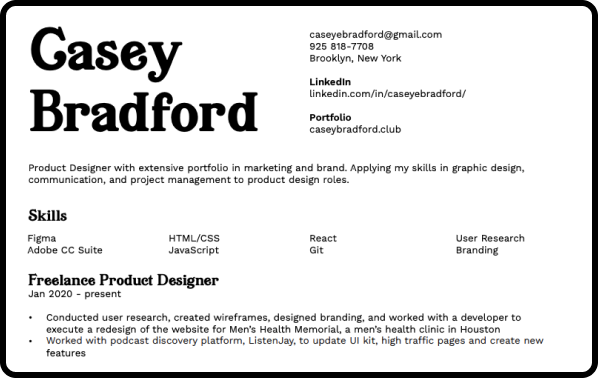 Casey
Bradford
caseyebradford@gmail.com
925 818-7708
Brooklyn, New York
LinkedIn
linkedin.com/in/caseyebradford/
Portfolio
caseybradford.club
Product Designer with extensive portfolio in marketing and brand. Applying my skills in graphic design,
communication, and project management to product design roles.
Skills
Figma HTML/CSS React User Research
Adobe CC Suite JavaScript Git Branding
Freelance Product Designer
Jan 2020 - present
• Conducted user research, created wireframes, designed branding, and worked with a developer to
execute a redesign of the website for Men's Health Memorial, a men's health clinic in Houston
• Worked with podcast discovery platform, ListenJay, to update UI kit, high traffic pages and create new
features